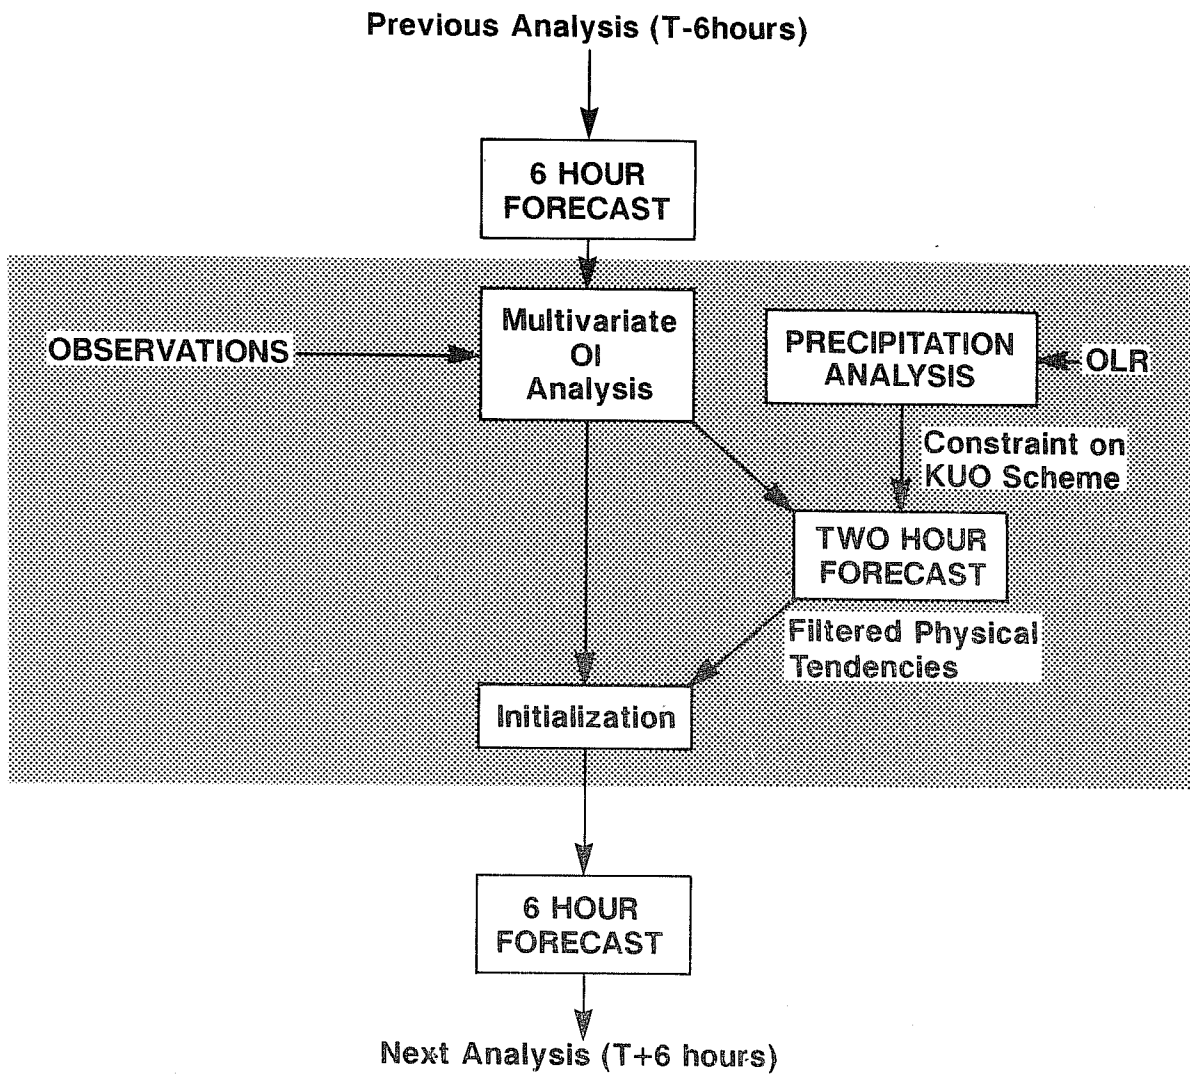 Previous Analysis (T-6hours)
6 HOUR
FORECAST
Multivariate
OI
Analysis
OBSERVATIONS
PRECIPITATION
ANALYSIS
OLR
Constraint on
KUO Scheme
TWO HOUR
FORECAST
Filtered Physical
Tendencies
Initialization
6 HOUR
FORECAST
Next Analysis (T+6 hours)